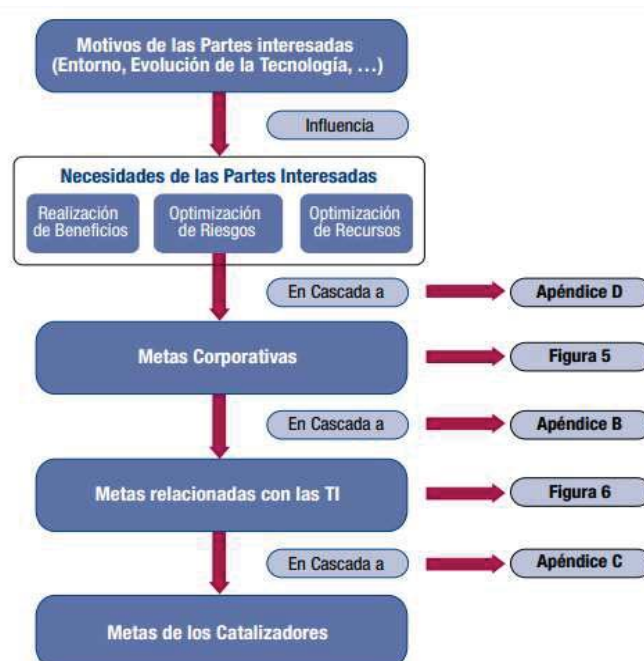 Motivos de las Partes interesadas
(Entorno, Evolución de la Tecnología, …)
Influencia
Necesidades de las Partes Interesadas
Realización
de Beneficios
Optimización
de Riesgos
Optimización
de Recursos
En Cascada a
Apéndice D
Metas Corporativas
Figura 5
En Cascada a
Apéndice B
Metas relacionadas con las TI
Figura 6
En Cascada a
Apéndice C
Metas de los Catalizadores